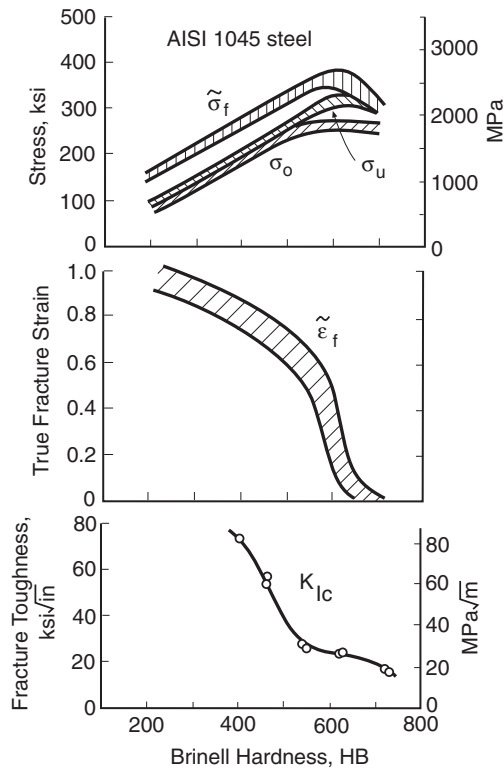 AISI 1045 steel
Stress, ksi
500
400
300
200
100
0
3000
2000
1000
0
MPa
σ̃f
σo
σu
True Fracture Strain
1.0
0.8
0.6
0.4
0.2
0
ε̃f
Fracture Toughness,
ksi√in
80
60
40
20
0
80
60
40
20
0
MPa√m
KIc
200
400
600
800
Brinell Hardness, HB